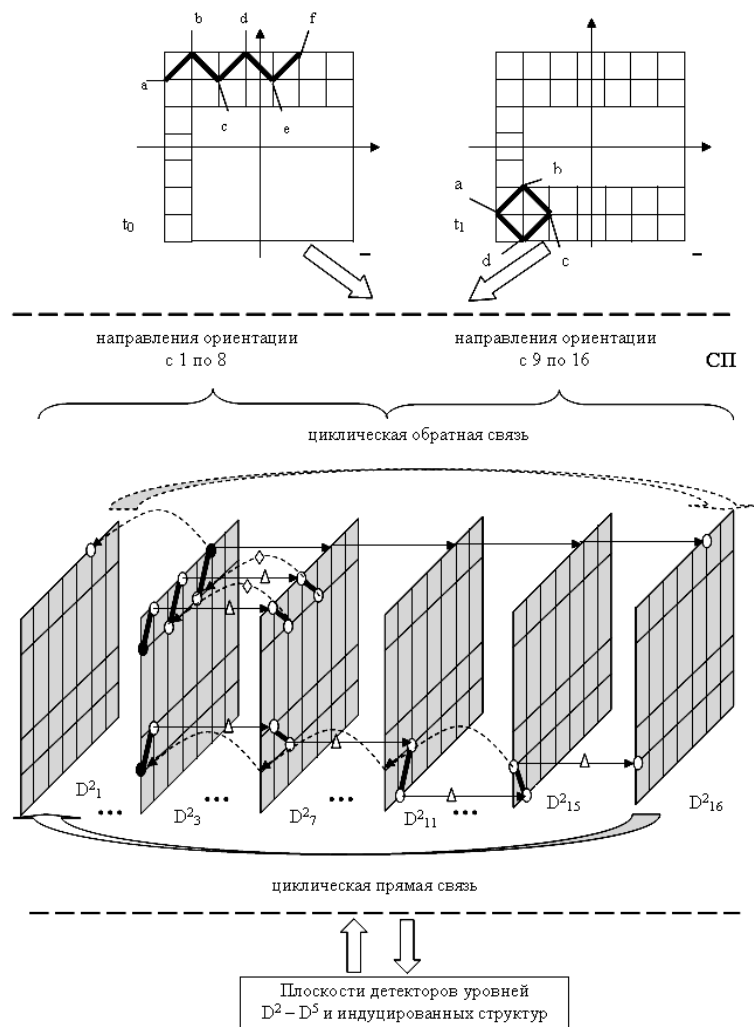 b d f
a
c e
t₀
b
a
t₁
d c
направления ориентации
с 1 по 8
направления ориентации
с 9 по 16
СП
циклическая обратная связь
D²₁ ... D²₃ ... D²₇ ... D²₁₁ ... D²₁₅ D²₁₆
циклическая прямая связь
Плоскости детекторов уровней
D² – D⁵ и индуцированных структур